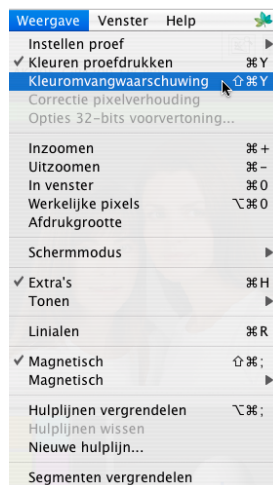 Weergave Venster Help
Instellen proef
✓ Kleuren proefdrukken ⌘Y
Kleuromvangwaarschuwing ⇧⌘Y
Correctie pixelverhouding
Opties 32-bits voorvertoning...
Inzoomen ⌘+
Uitzoomen ⌘-
In venster ⌘0
Werkelijke pixels ⌥⌘0
Afdrukgrootte
Schermmodus
✓ Extra's ⌘H
Tonen
Linialen ⌘R
✓ Magnetisch ⇧⌘;
Magnetisch
Hulplijnen vergrendelen ⌥⌘;
Hulplijnen wissen
Nieuwe hulplijn...
Segmenten vergrendelen